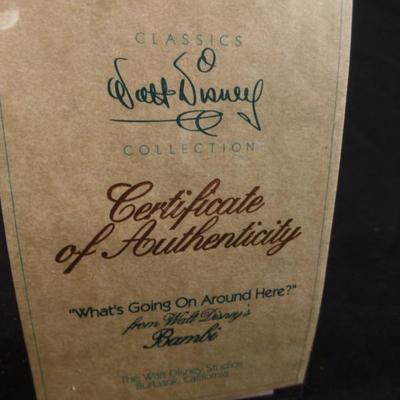 CLASSICS
Walt Disney
COLLECTION
Certificate
of Authenticity
"What's Going On Around Here?"
from Walt Disney's
Bambi
The Walt Disney Studios
Burbank, California